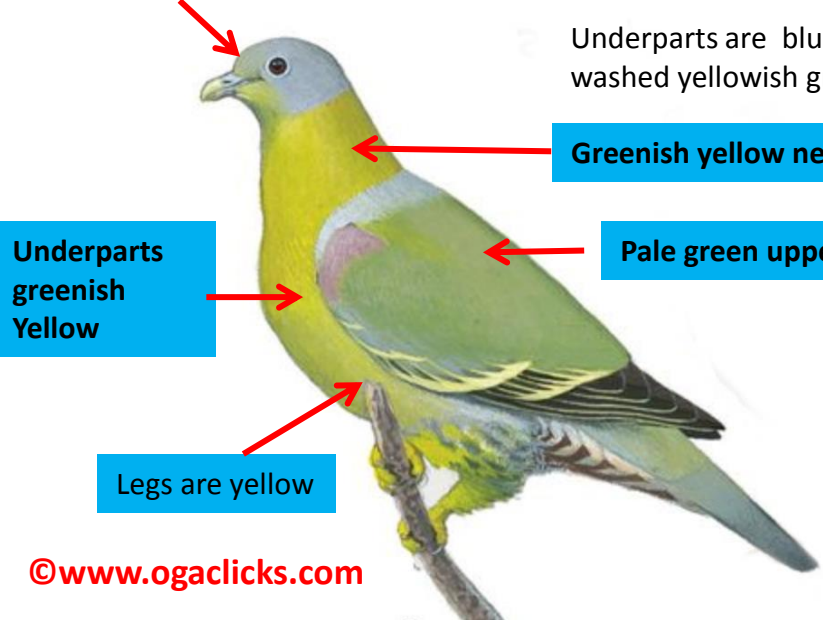 Underparts are blu
washed yellowish g
Greenish yellow ne
Pale green uppe
Underparts
greenish
Yellow
Legs are yellow
©www.ogaclicks.com